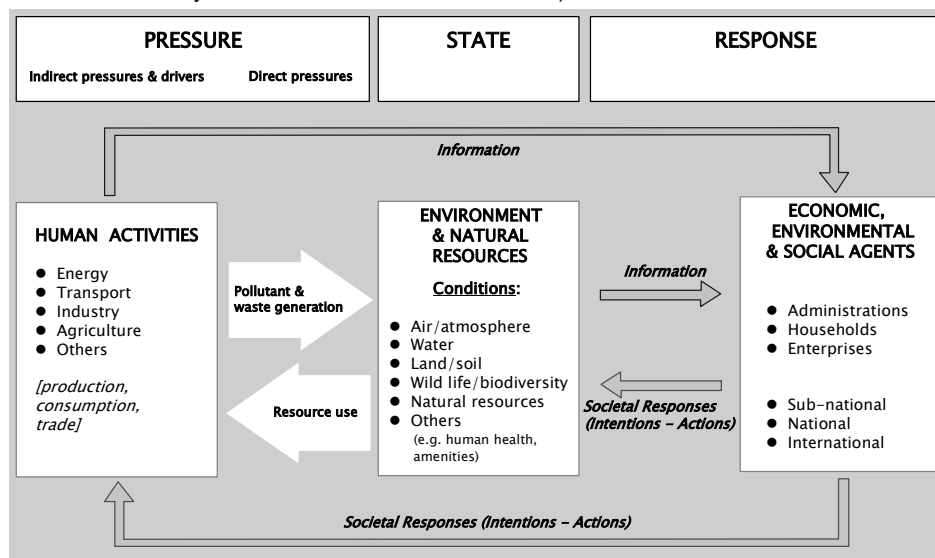 PRESSURE
Indirect pressures & drivers
Direct pressures
STATE
RESPONSE
Information
HUMAN ACTIVITIES
● Energy
● Transport
● Industry
● Agriculture
● Others
[production,
consumption,
trade]
Pollutant &
waste generation
Resource use
ENVIRONMENT
& NATURAL
RESOURCES
Conditions:
● Air/atmosphere
● Water
● Land/soil
● Wild life/biodiversity
● Natural resources
● Others
(e.g. human health,
amenities)
Information
Societal Responses
(Intentions – Actions)
ECONOMIC,
ENVIRONMENTAL
& SOCIAL AGENTS
● Administrations
● Households
● Enterprises
● Sub-national
● National
● International
Societal Responses (Intentions – Actions)